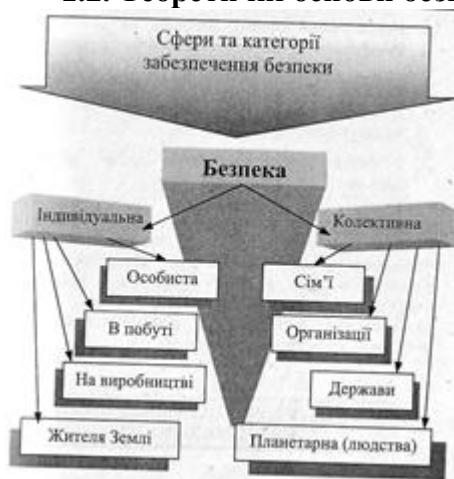 Сфери та категорії
забезпечення безпеки
Безпека
Індивідуальна
Колективна
Особиста
Сім'ї
В побуті
Організації
На виробництві
Держави
Жителя Землі
Планетарна (людства)